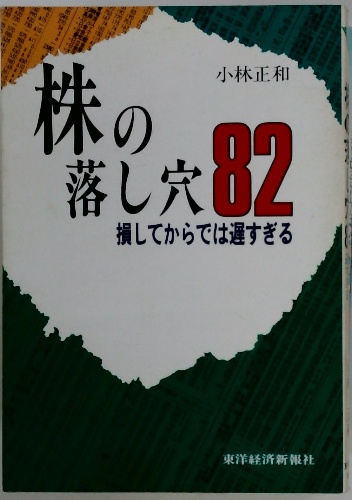 小林正和
株の
落し穴82
損してからでは遅すぎる
東洋経済新報社